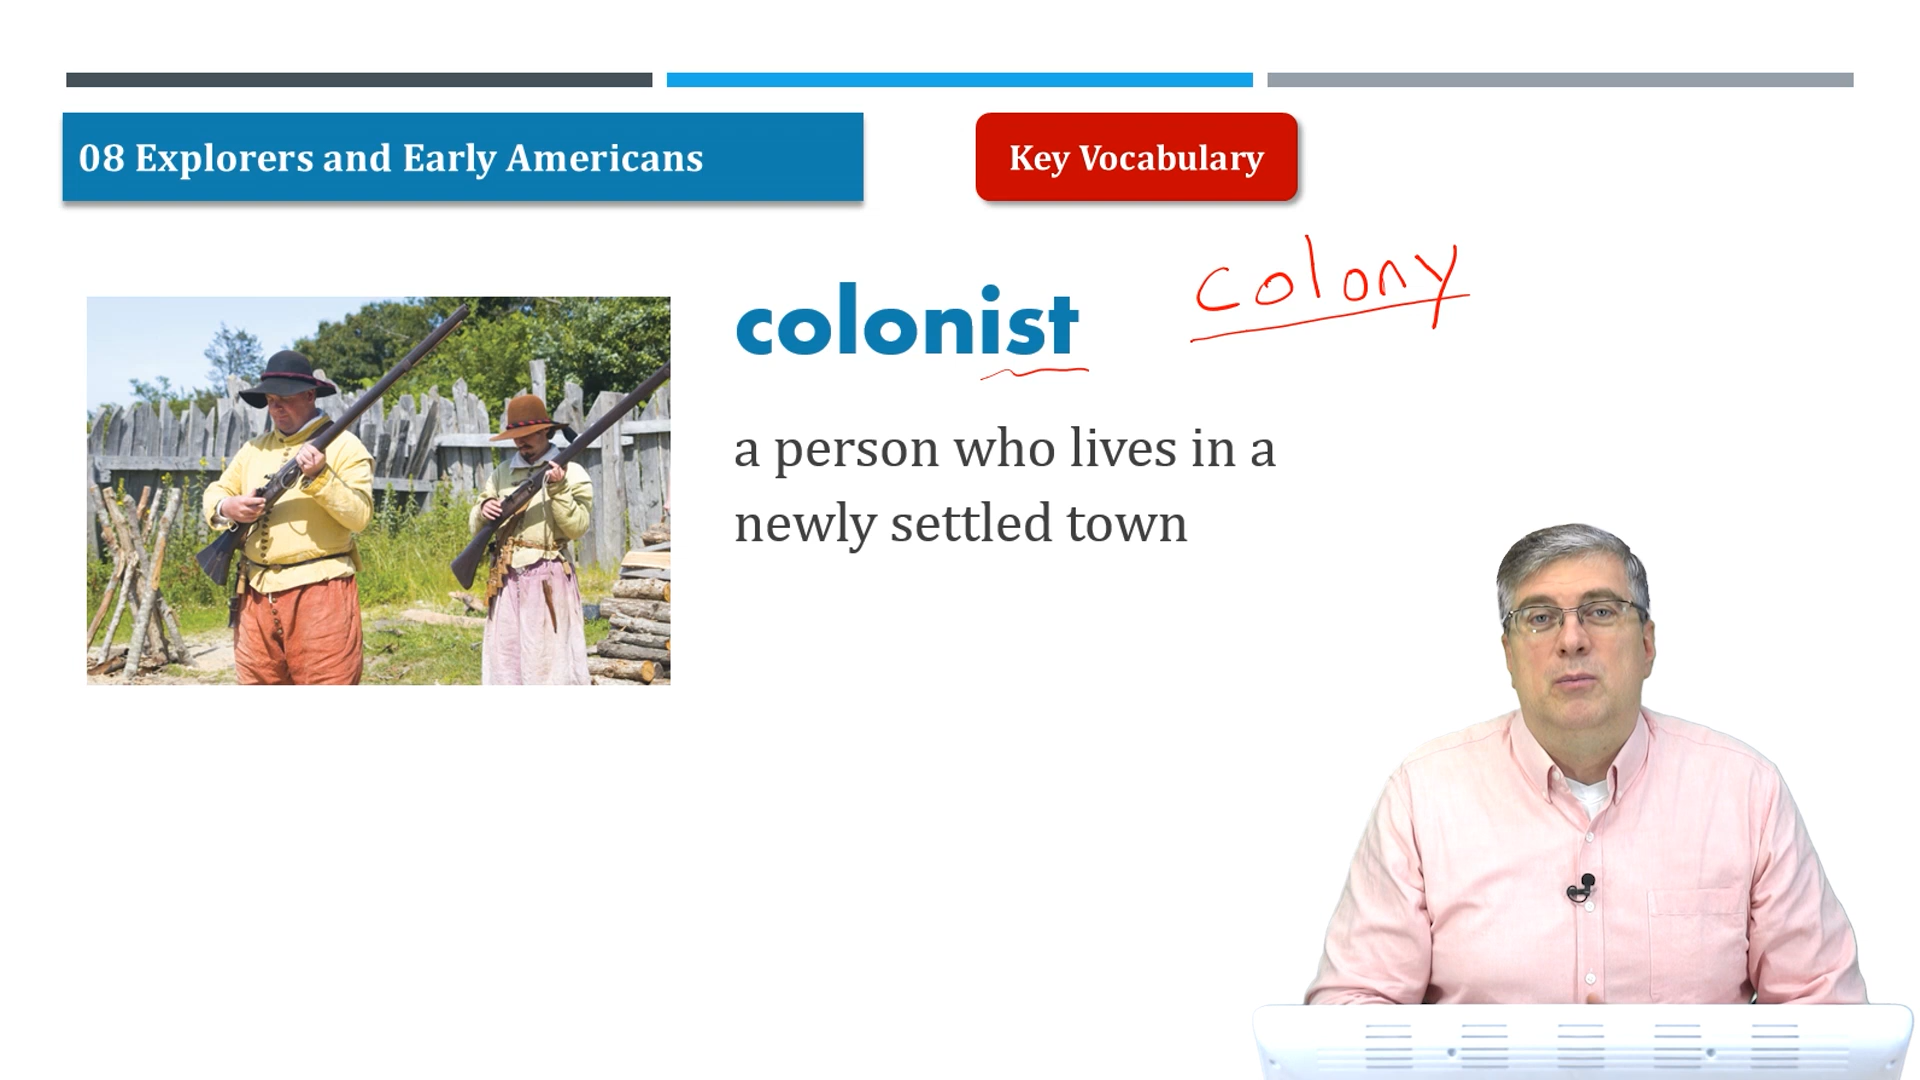 08 Explorers and Early Americans
Key Vocabulary
colony
colonist
a person who lives in a
newly settled town